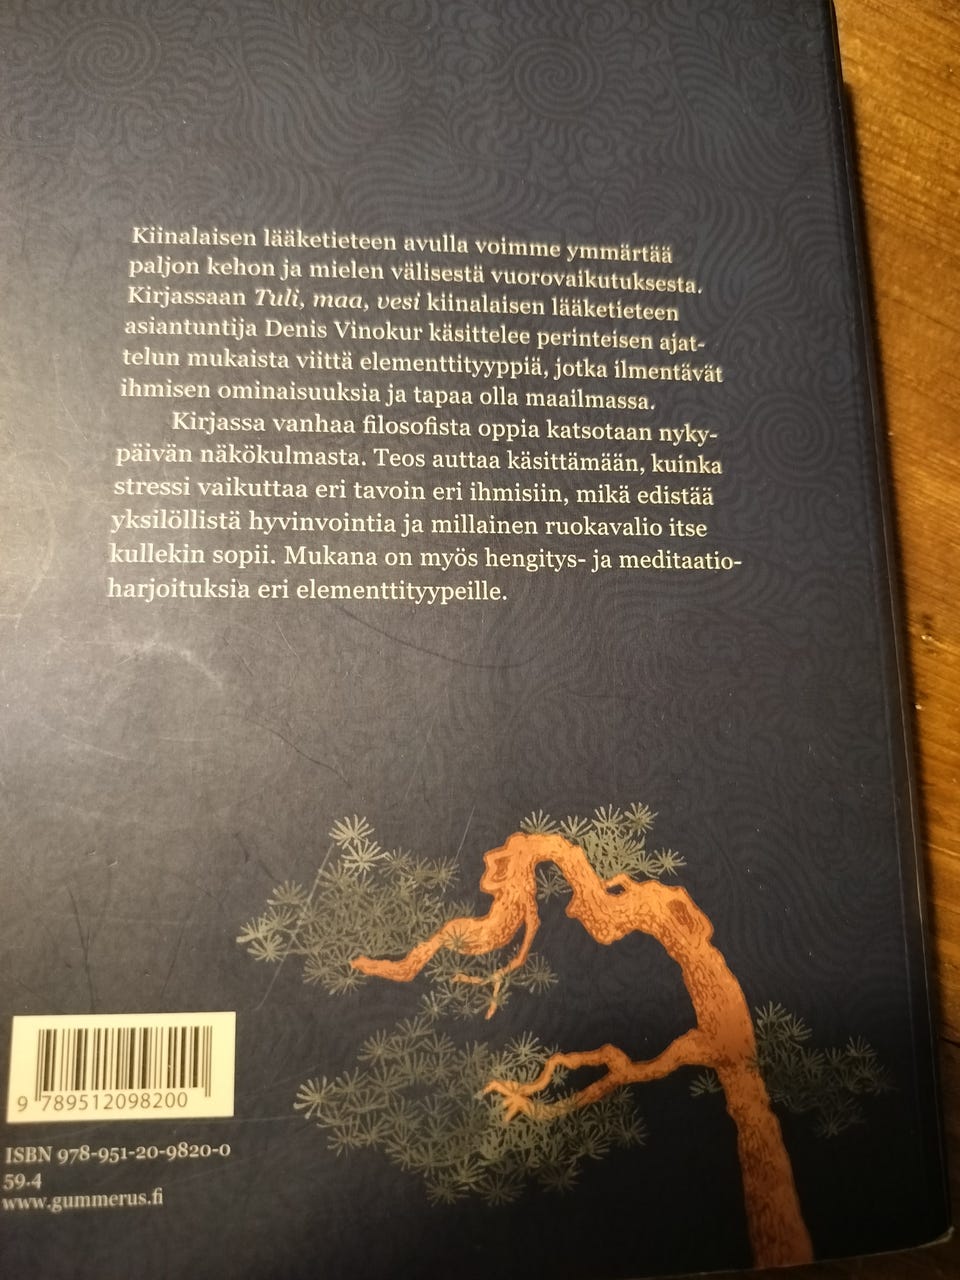 Kiinalaisen lääketieteen avulla voimme ymmärtää
paljon kehon ja mielen välisestä vuorovaikutuksesta.
Kirjassaan Tuli, maa, vesi kiinalaisen lääketieteen
asiantuntija Denis Vinokur käsittelee perinteisen ajat-
telun mukaista viittä elementtityyppiä, jotka ilmentävät
ihmisen ominaisuuksia ja tapaa olla maailmassa.
Kirjassa vanhaa filosofista oppia katsotaan nyky-
päivän näkökulmasta. Teos auttaa käsittämään, kuinka
stressi vaikuttaa eri tavoin eri ihmisiin, mikä edistää
yksilöllistä hyvinvointia ja millainen ruokavalio itse
kullekin sopii. Mukana on myös hengitys- ja meditaatio-
harjoituksia eri elementtityypeille.
9 789512098200
ISBN 978-951-20-9820-0
59.4
www.gummerus.fi